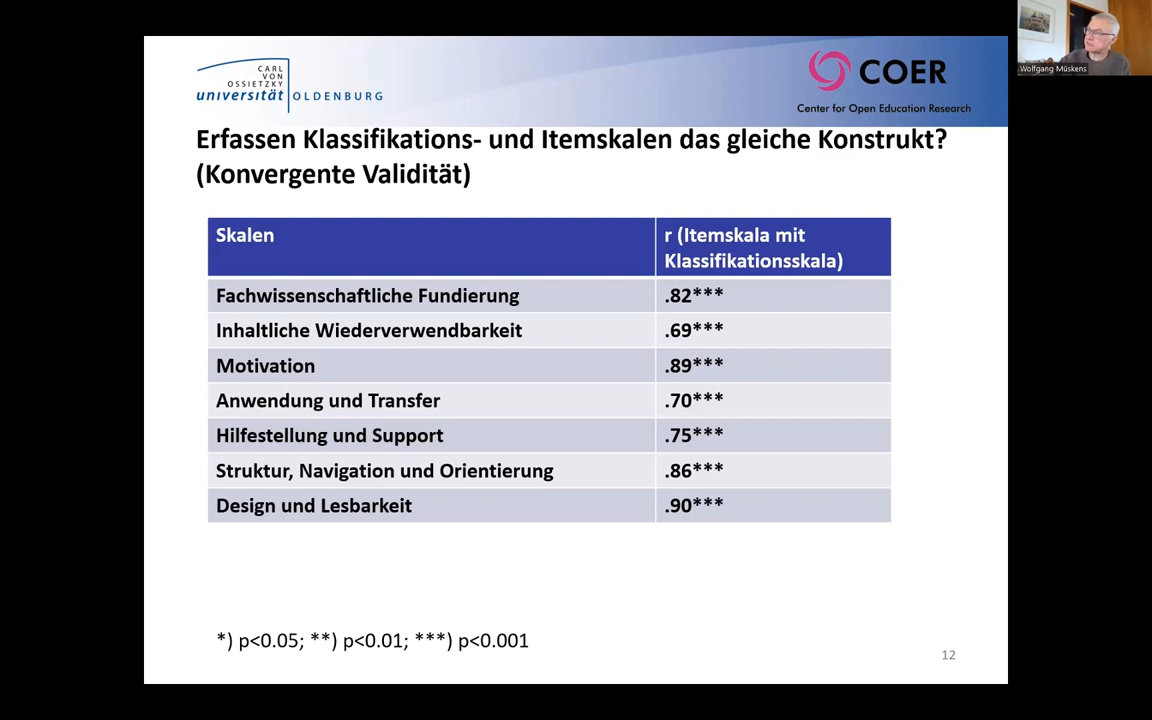 CARL
VON
OSSIETZKY
universität OLDENBURG
COER
Center for Open Education Research
Wolfgang Müskens
Erfassen Klassifikations- und Itemskalen das gleiche Konstrukt?
(Konvergente Validität)
Skalen
r (Itemskala mit
Klassifikationsskala)
Fachwissenschaftliche Fundierung .82***
Inhaltliche Wiederverwendbarkeit .69***
Motivation .89***
Anwendung und Transfer .70***
Hilfestellung und Support .75***
Struktur, Navigation und Orientierung .86***
Design und Lesbarkeit .90***
*) p<0.05; **) p<0.01; ***) p<0.001
12